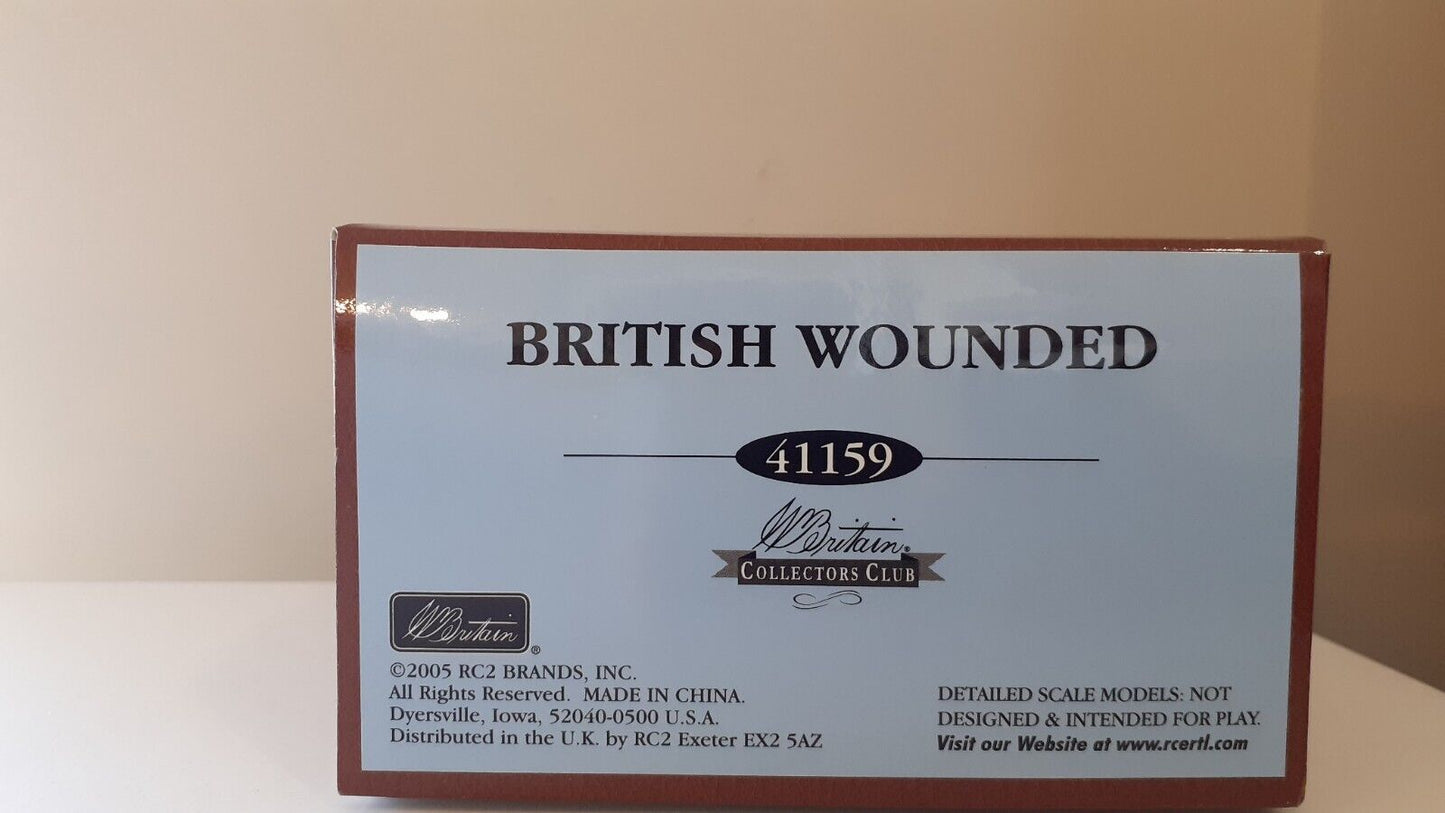 BRITISH WOUNDED
41159
WBritain®
COLLECTORS CLUB
WBritain®
©2005 RC2 BRANDS, INC.
All Rights Reserved. MADE IN CHINA.
Dyersville, Iowa, 52040-0500 U.S.A.
Distributed in the U.K. by RC2 Exeter EX2 5AZ
DETAILED SCALE MODELS: NOT
DESIGNED & INTENDED FOR PLAY.
Visit our Website at www.rcertl.com